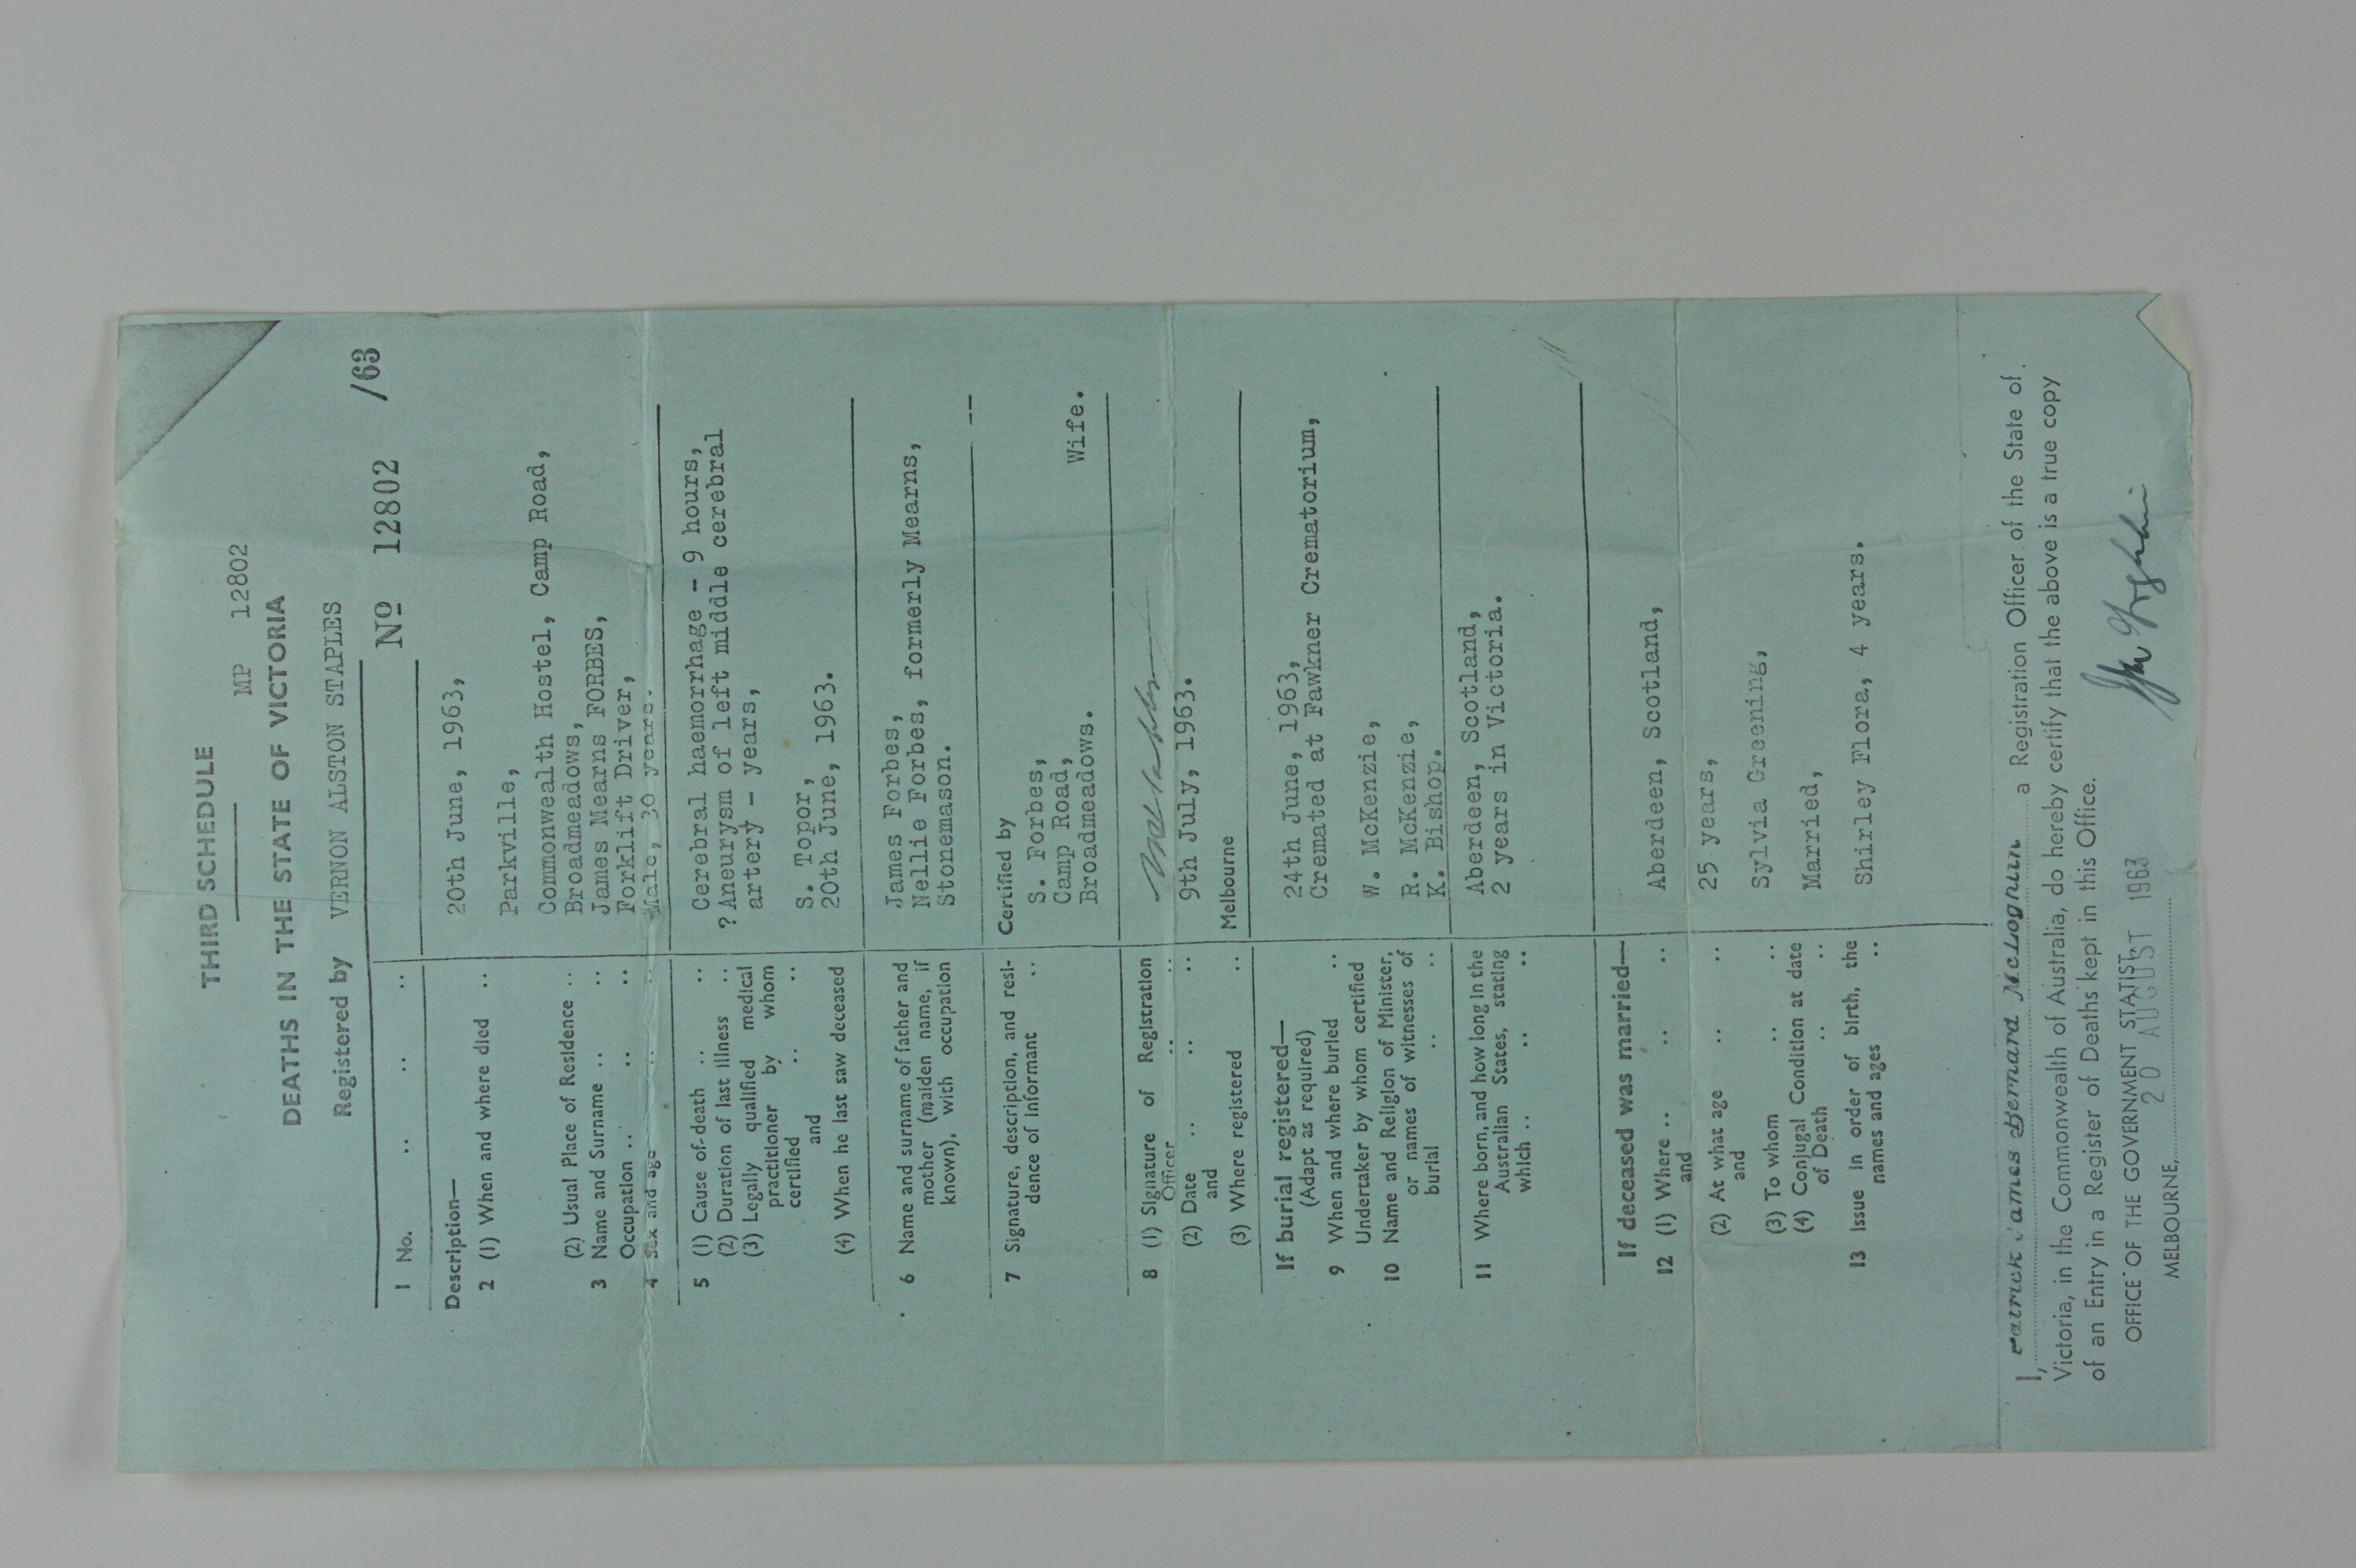 THIRD SCHEDULE
MP 12802
DEATHS IN THE STATE OF VICTORIA
Registered by VERNON ALSTON STAPLES
1 No. .. .. .. No 12802 /63
Description—
2 (1) When and where died .. 20th June, 1963,
Parkville,
(2) Usual Place of Residence .. Commonwealth Hostel, Camp Road,
Broadmeadows,
3 Name and Surname .. .. James Mearns FORBES,
Occupation .. .. .. Forklift Driver,
4 Sex and age .. .. Male, 30 years.
5 (1) Cause of death .. .. Cerebral haemorrhage - 9 hours,
(2) Duration of last illness .. ?Aneurysm of left middle cerebral
(3) Legally qualified medical artery - years,
practitioner by whom
certified .. .. S. Topor,
and 20th June, 1963.
(4) When he last saw deceased
6 Name and surname of father and James Forbes,
mother (maiden name, if Nellie Forbes, formerly Mearns,
known), with occupation Stonemason. --
Certified by
7 Signature, description, and resi- S. Forbes,
dence of Informant .. Camp Road,
Broadmeadows. Wife.
8 (1) Signature of Registration
Officer .. ..
(2) Date .. .. .. 9th July, 1963.
and
(3) Where registered .. Melbourne
If burial registered—
(Adapt as required) 24th June, 1963,
9 When and where buried .. Cremated at Fawkner Crematorium,
Undertaker by whom certified W. McKenzie,
10 Name and Religion of Minister,
or names of witnesses of R. McKenzie,
burial .. .. K. Bishop.
11 Where born, and how long in the Aberdeen, Scotland,
Australian States, stating 2 years in Victoria.
which .. .. ..
If deceased was married—
12 (1) Where .. .. .. Aberdeen, Scotland,
and
(2) At what age .. .. 25 years,
and
(3) To whom .. .. Sylvia Greening,
(4) Conjugal Condition at date
of Death .. .. Married,
13 Issue in order of birth, the Shirley Flora, 4 years.
names and ages ..
I, Patrick James Bernard McLoghlin a Registration Officer of the State of
Victoria, in the Commonwealth of Australia, do hereby certify that the above is a true copy
of an Entry in a Register of Deaths kept in this Office.
OFFICE OF THE GOVERNMENT STATIST,
20 AUGUST 1963
MELBOURNE,